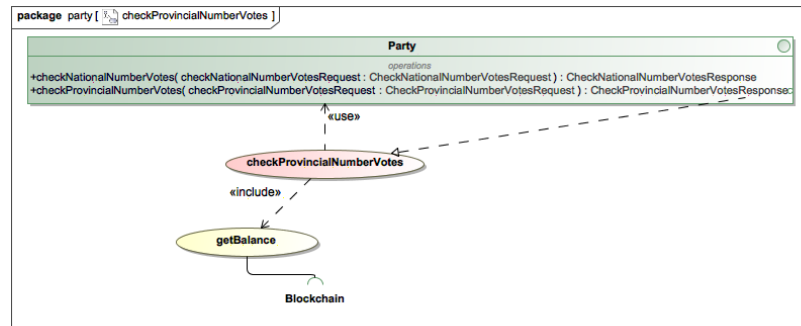 package party [ checkProvincialNumberVotes ]
Party
operations
+checkNationalNumberVotes( checkNationalNumberVotesRequest : CheckNationalNumberVotesRequest ) : CheckNationalNumberVotesResponse
+checkProvincialNumberVotes( checkProvincialNumberVotesRequest : CheckProvincialNumberVotesRequest ) : CheckProvincialNumberVotesResponse
«use»
checkProvincialNumberVotes
«include»
getBalance
Blockchain